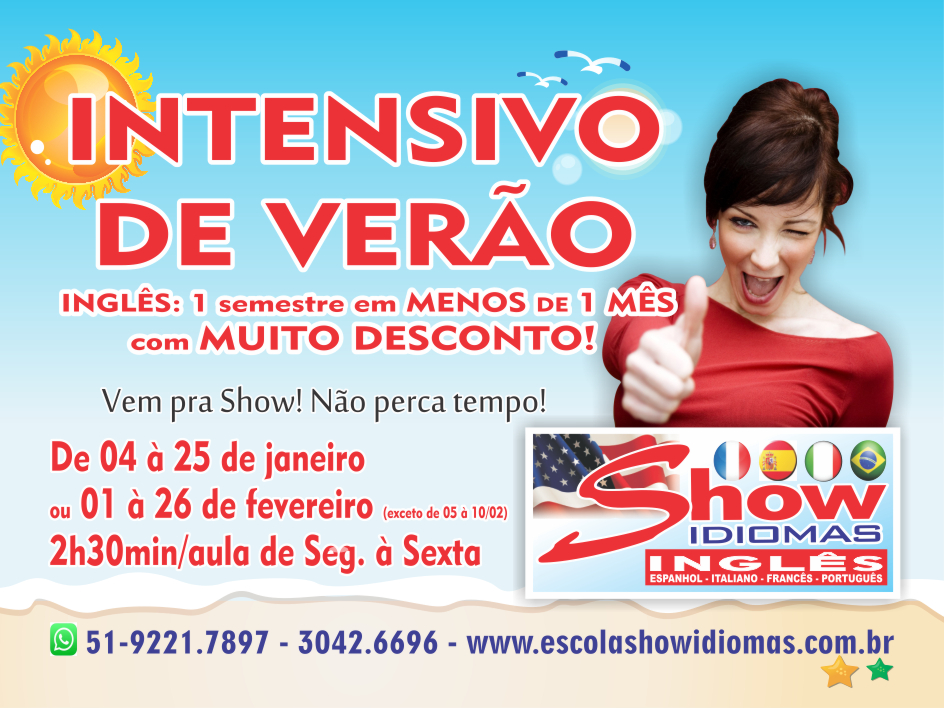 INTENSIVO
DE VERÃO
INGLÊS: 1 semestre em MENOS DE 1 MÊS
com MUITO DESCONTO!
Vem pra Show! Não perca tempo!
De 04 à 25 de janeiro
ou 01 à 26 de fevereiro (exceto de 05 à 10/02)
2h30min/aula de Seg. à Sexta
Show
IDIOMAS
INGLÊS
ESPANHOL - ITALIANO - FRANCÊS - PORTUGUÊS
51-9221.7897 - 3042.6696 - www.escolashowidiomas.com.br